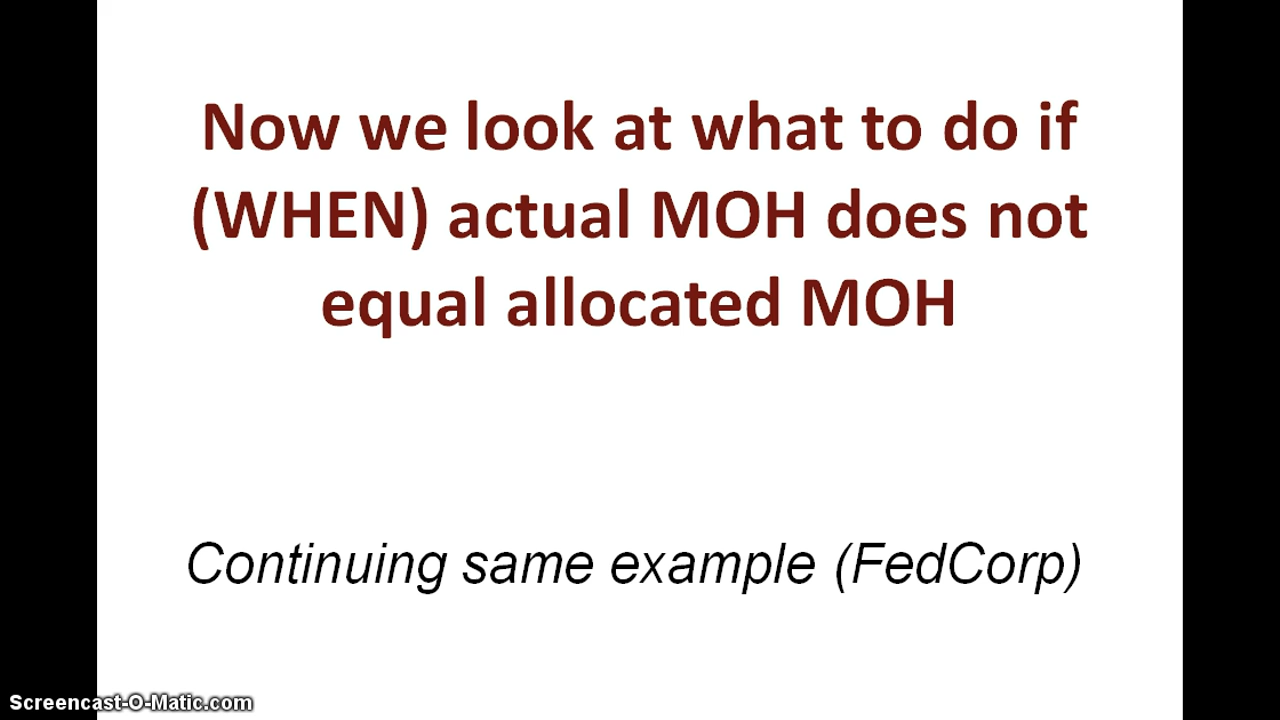 Now we look at what to do if
(WHEN) actual MOH does not
equal allocated MOH
Continuing same example (FedCorp)
Screencast-O-Matic.com